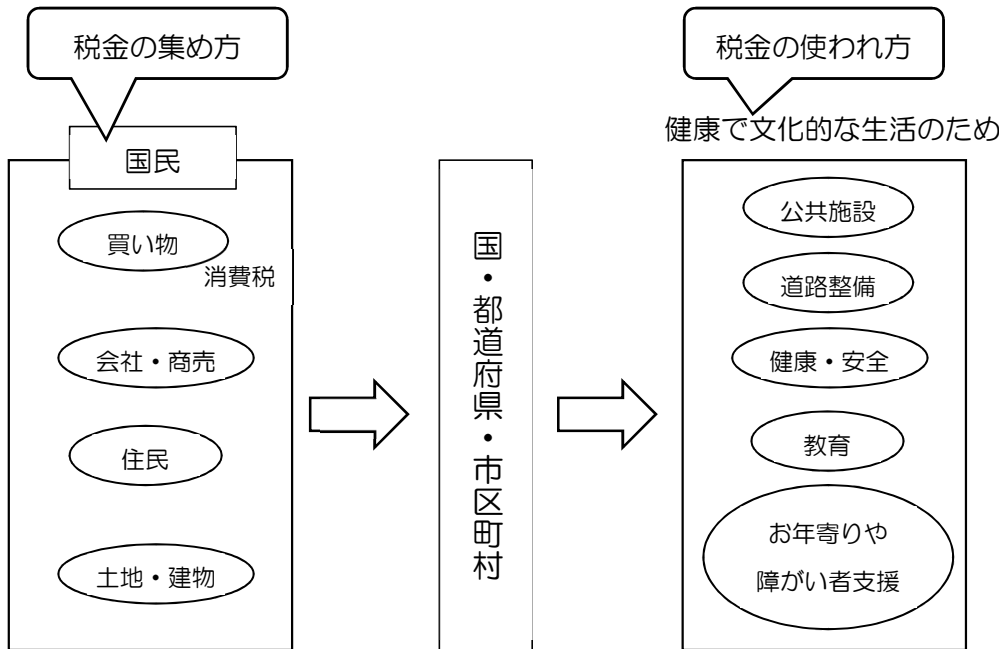 税金の集め方
国民
買い物
消費税
会社・商売
住民
土地・建物
国・都道府県・市区町村
税金の使われ方
健康で文化的な生活のため
公共施設
道路整備
健康・安全
教育
お年寄りや
障がい者支援